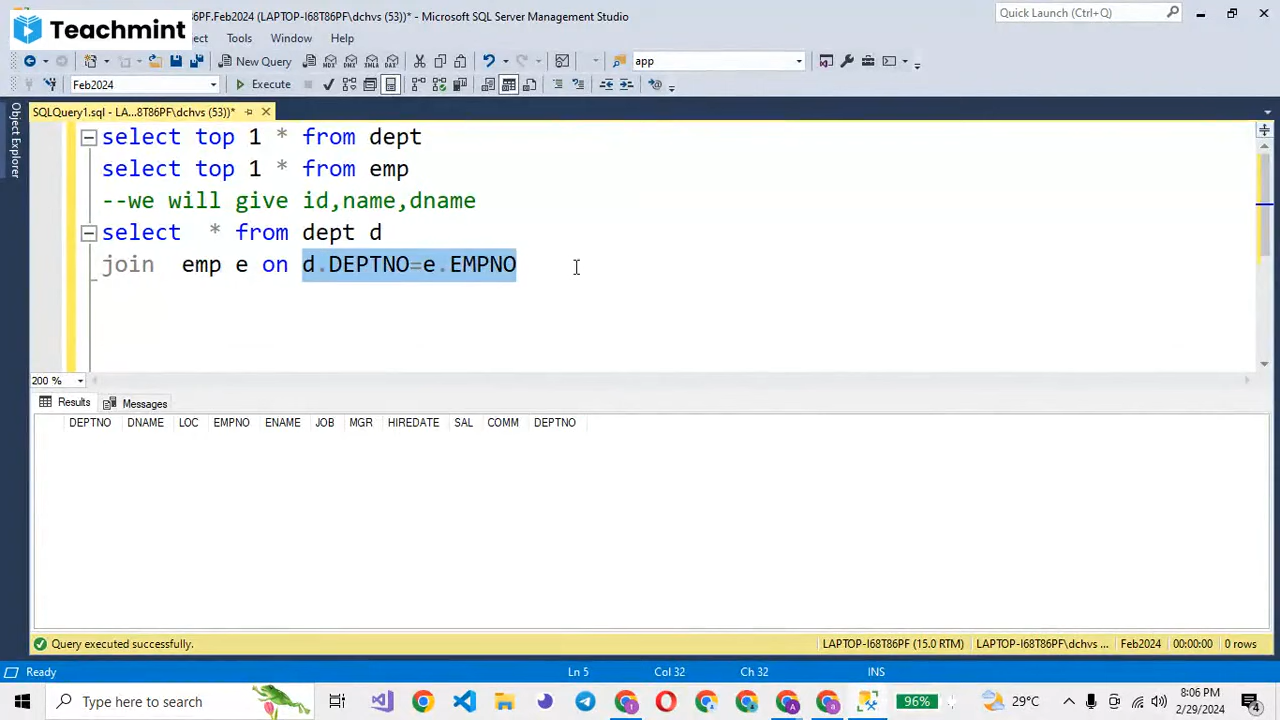 Teachmint
6PF.Feb2024 (LAPTOP-I68T86PF\dchvs (53))* - Microsoft SQL Server Management Studio
Quick Launch (Ctrl+Q)
Tools Window Help
New Query
app
Feb2024
Execute
SQLQuery1.sql - LA...8T86PF\dchvs (53))*
Object Explorer
select top 1 * from dept
select top 1 * from emp
--we will give id,name,dname
select * from dept d
join emp e on d.DEPTNO=e.EMPNO
200 %
Results Messages
DEPTNO DNAME LOC EMPNO ENAME JOB MGR HIREDATE SAL COMM DEPTNO
Query executed successfully. LAPTOP-I68T86PF (15.0 RTM) LAPTOP-I68T86PF\dchvs ... Feb2024 00:00:00 0 rows
Ready Ln 5 Col 32 Ch 32 INS
Type here to search
96%
29°C
8:06 PM
2/29/2024
4